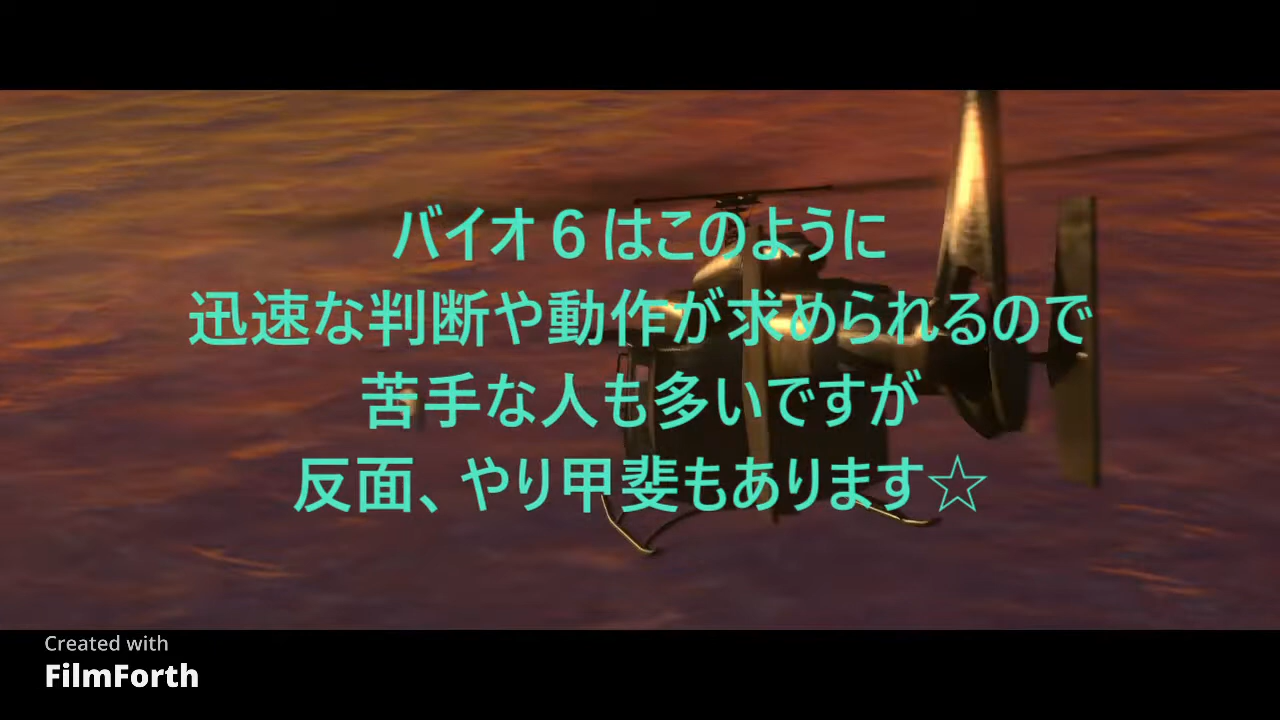 バイオ６はこのように
迅速な判断や動作が求められるので
苦手な人も多いですが
反面、やり甲斐もあります☆
Created with
FilmForth